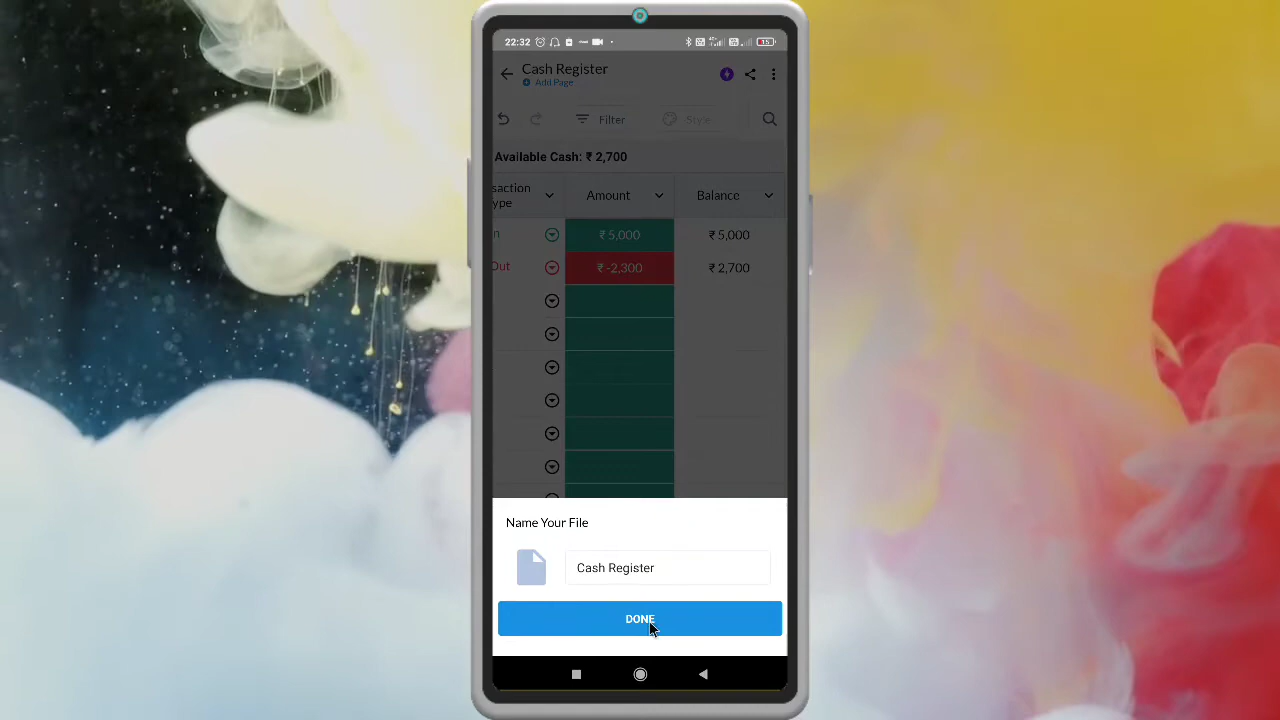 22:32
15
Cash Register
Add Page
Filter
Style
Available Cash: ₹ 2,700
saction
ype
Amount
Balance
n
₹ 5,000
₹ 5,000
Out
₹ -2,300
₹ 2,700
Name Your File
Cash Register
DONE